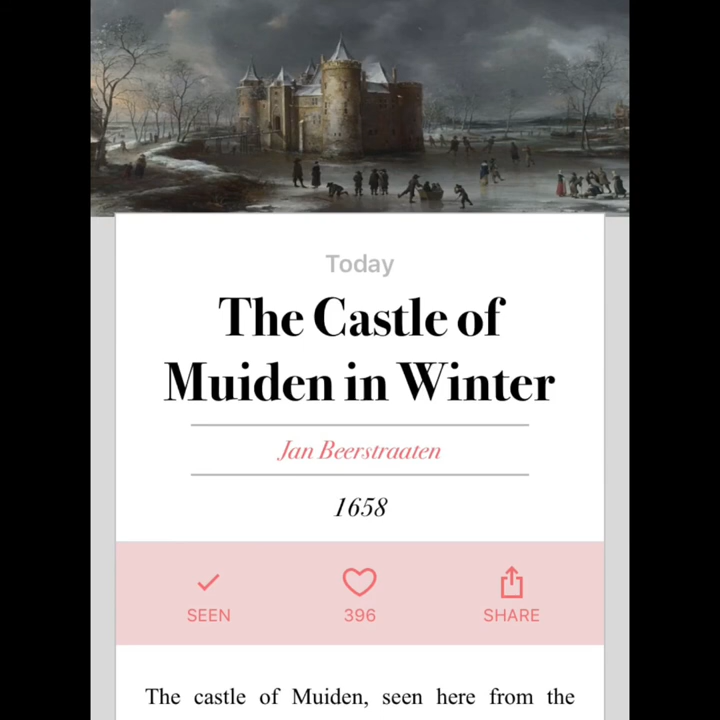 Today
The Castle of
Muiden in Winter
Jan Beerstraaten
1658
SEEN
396
SHARE
The castle of Muiden, seen here from the